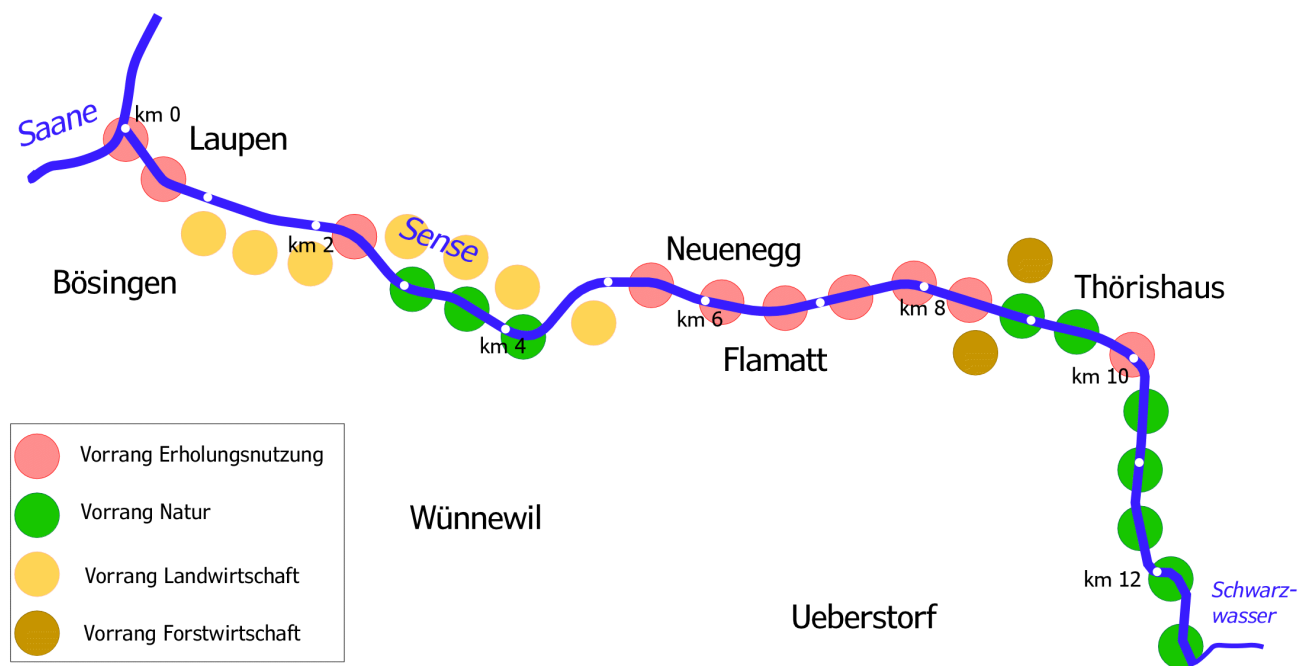 km 0
Saane
Laupen
Sense
km 2
Bösingen
Neuenegg
Thörishaus
km 6
km 8
km 4
Flamatt
km 10
Vorrang Erholungsnutzung
Vorrang Natur
Vorrang Landwirtschaft
Vorrang Forstwirtschaft
Wünnewil
km 12
Schwarz-
wasser
Ueberstorf